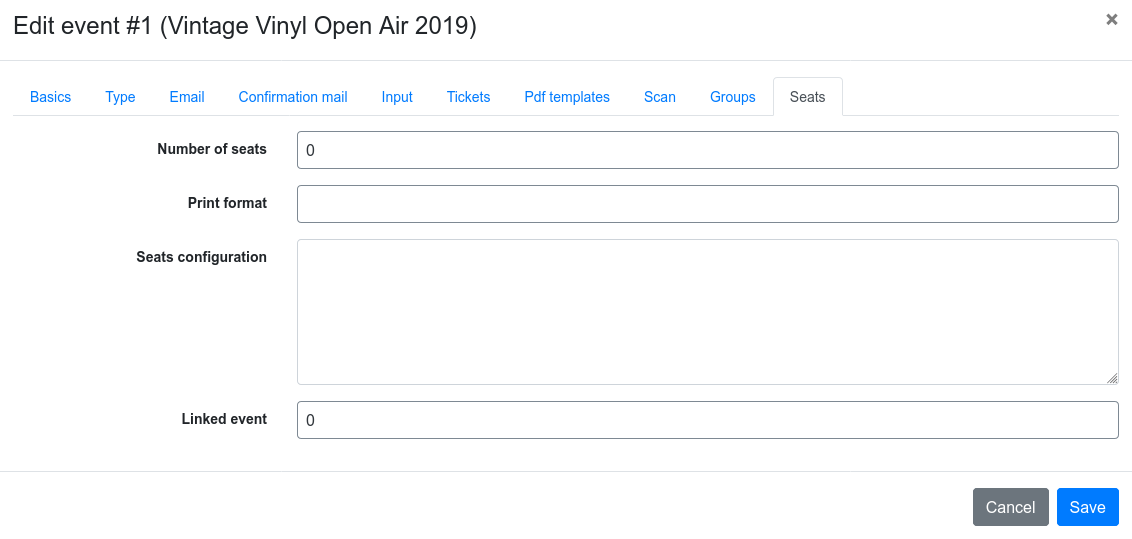 Edit event #1 (Vintage Vinyl Open Air 2019)
×
Basics Type Email Confirmation mail Input Tickets Pdf templates Scan Groups Seats
Number of seats 0
Print format
Seats configuration
Linked event 0
Cancel Save